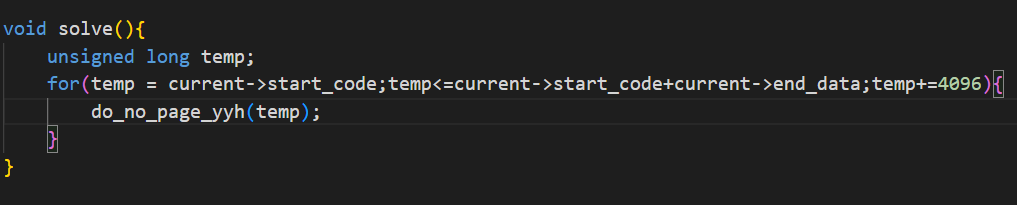 void solve(){
    unsigned long temp;
    for(temp = current->start_code;temp<=current->start_code+current->end_data;temp+=4096){
        do_no_page_yyh(temp);
    }
}